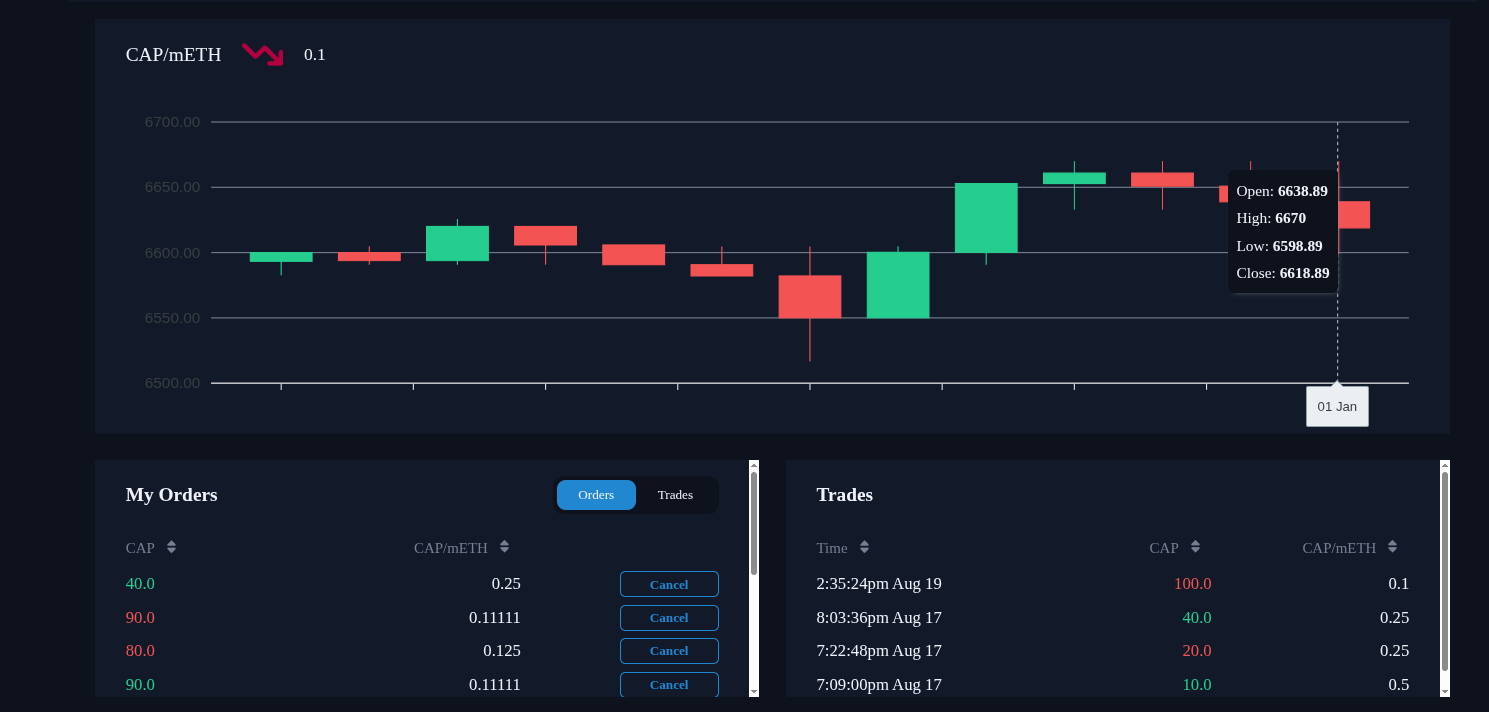 CAP/mETH 0.1
6700.00
6650.00
6600.00
6550.00
6500.00
Open: 6638.89
High: 6670
Low: 6598.89
Close: 6618.89
01 Jan
My Orders
Orders Trades
CAP CAP/mETH
40.0 0.25 Cancel
90.0 0.11111 Cancel
80.0 0.125 Cancel
90.0 0.11111 Cancel
Trades
Time CAP CAP/mETH
2:35:24pm Aug 19 100.0 0.1
8:03:36pm Aug 17 40.0 0.25
7:22:48pm Aug 17 20.0 0.25
7:09:00pm Aug 17 10.0 0.5